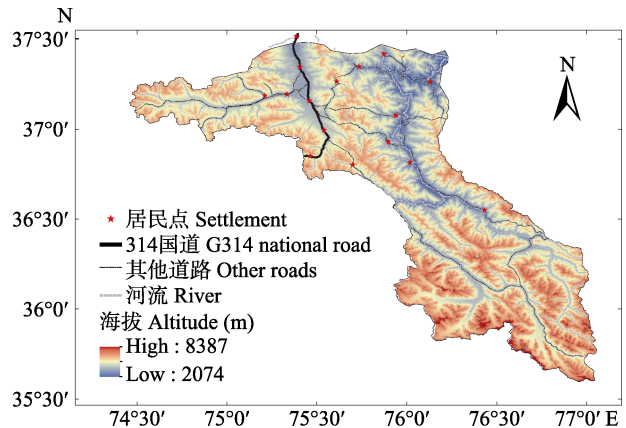 N
37°30′
37°0′
36°30′
36°0′
35°30′
N
居民点 Settlement
314国道 G314 national road
其他道路 Other roads
河流 River
海拔 Altitude (m)
High : 8387
Low : 2074
74°30′ 75°0′ 75°30′ 76°0′ 76°30′ 77°0′ E